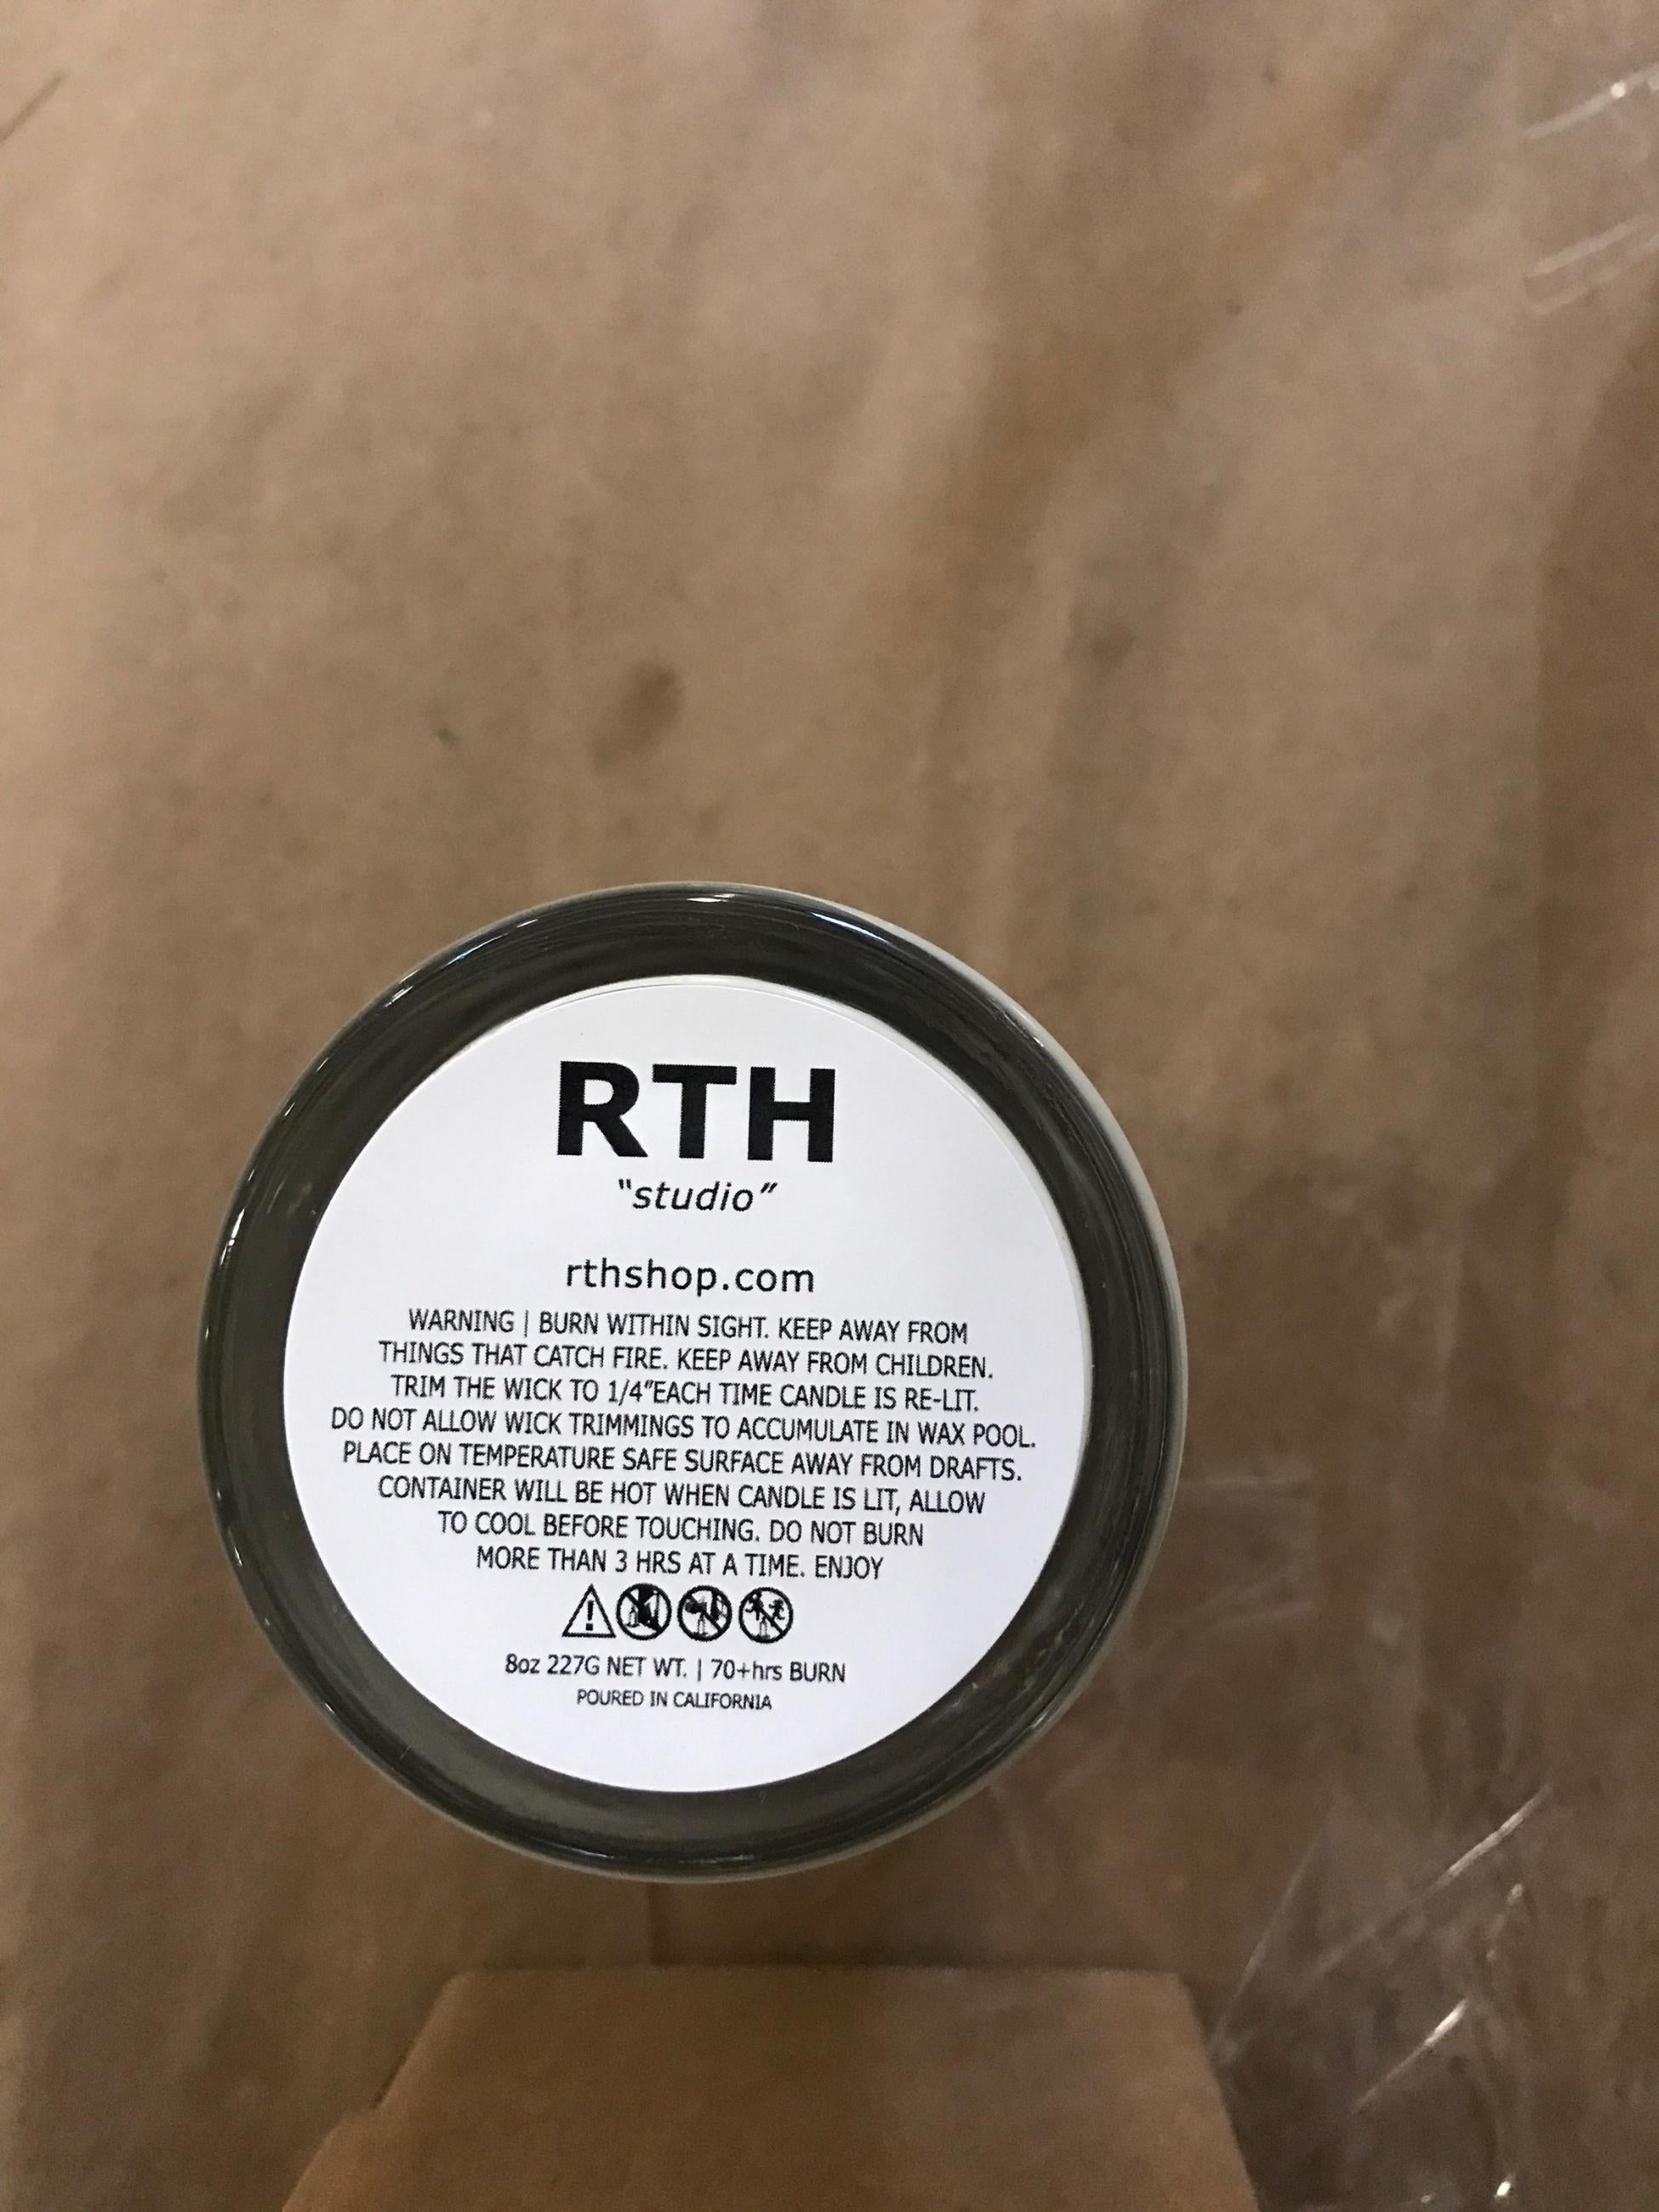 RTH
"studio"
rthshop.com
WARNING | BURN WITHIN SIGHT. KEEP AWAY FROM
THINGS THAT CATCH FIRE. KEEP AWAY FROM CHILDREN.
TRIM THE WICK TO 1/4"EACH TIME CANDLE IS RE-LIT.
DO NOT ALLOW WICK TRIMMINGS TO ACCUMULATE IN WAX POOL.
PLACE ON TEMPERATURE SAFE SURFACE AWAY FROM DRAFTS.
CONTAINER WILL BE HOT WHEN CANDLE IS LIT, ALLOW
TO COOL BEFORE TOUCHING. DO NOT BURN
MORE THAN 3 HRS AT A TIME. ENJOY
8oz 227G NET WT. | 70+hrs BURN
POURED IN CALIFORNIA